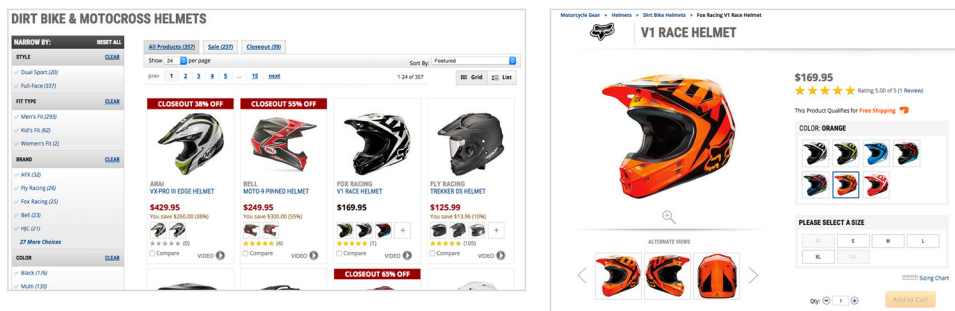 DIRT BIKE & MOTOCROSS HELMETS
NARROW BY: RESET ALL
STYLE CLEAR
Dual Sport (20)
Full-Face (337)
FIT TYPE CLEAR
Men's Fit (293)
Kid's Fit (62)
Women's Fit (2)
BRAND CLEAR
AFX (32)
Fly Racing (26)
Fox Racing (25)
Bell (23)
HJC (21)
27 More Choices
COLOR CLEAR
Black (176)
Multi (130)
All Products (357) Sale (237) Closeout (39)
Show 24 per page Sort By: Featured
prev 1 2 3 4 5 ... 15 next 1-24 of 357 Grid List
CLOSEOUT 38% OFF
ARAI
VX-PRO III EDGE HELMET
$429.95
You save $260.00 (38%)
(0)
Compare VIDEO
CLOSEOUT 55% OFF
BELL
MOTO-9 PINNED HELMET
$249.95
You save $300.00 (55%)
(4)
Compare VIDEO
FOX RACING
V1 RACE HELMET
$169.95
+
(1)
Compare VIDEO
FLY RACING
TREKKER DS HELMET
$125.99
You save $13.96 (10%)
+
(105)
Compare VIDEO
CLOSEOUT 65% OFF
Motorcycle Gear > Helmets > Dirt Bike Helmets > Fox Racing V1 Race Helmet
V1 RACE HELMET
ALTERNATE VIEWS
$169.95
Rating 5.00 of 5 (1 Review)
This Product Qualifies for Free Shipping
COLOR: ORANGE
PLEASE SELECT A SIZE
XS S M L
XL XXL
Sizing Chart
Qty: 1 Add to Cart